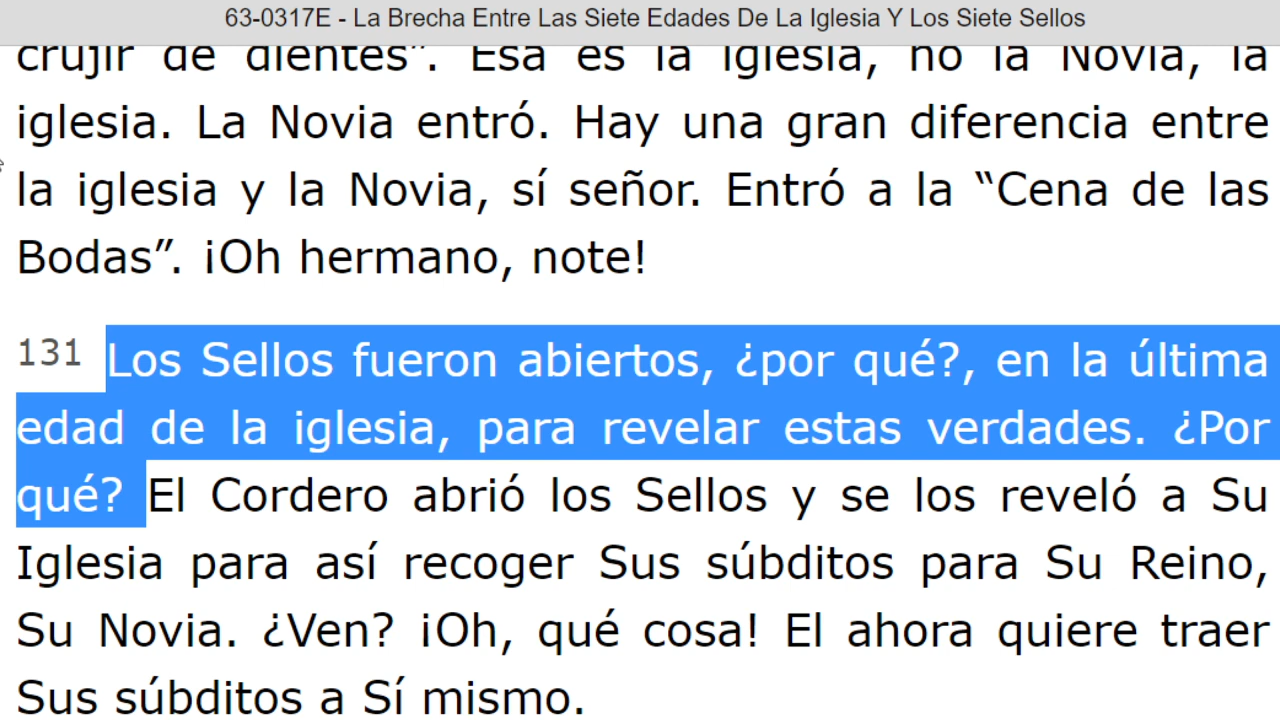 63-0317E - La Brecha Entre Las Siete Edades De La Iglesia Y Los Siete Sellos
crujir de dientes”. Esa es la iglesia, no la Novia, la
iglesia. La Novia entró. Hay una gran diferencia entre
la iglesia y la Novia, sí señor. Entró a la “Cena de las
Bodas”. ¡Oh hermano, note!
131 Los Sellos fueron abiertos, ¿por qué?, en la última
edad de la iglesia, para revelar estas verdades. ¿Por
qué? El Cordero abrió los Sellos y se los reveló a Su
Iglesia para así recoger Sus súbditos para Su Reino,
Su Novia. ¿Ven? ¡Oh, qué cosa! El ahora quiere traer
Sus súbditos a Sí mismo.